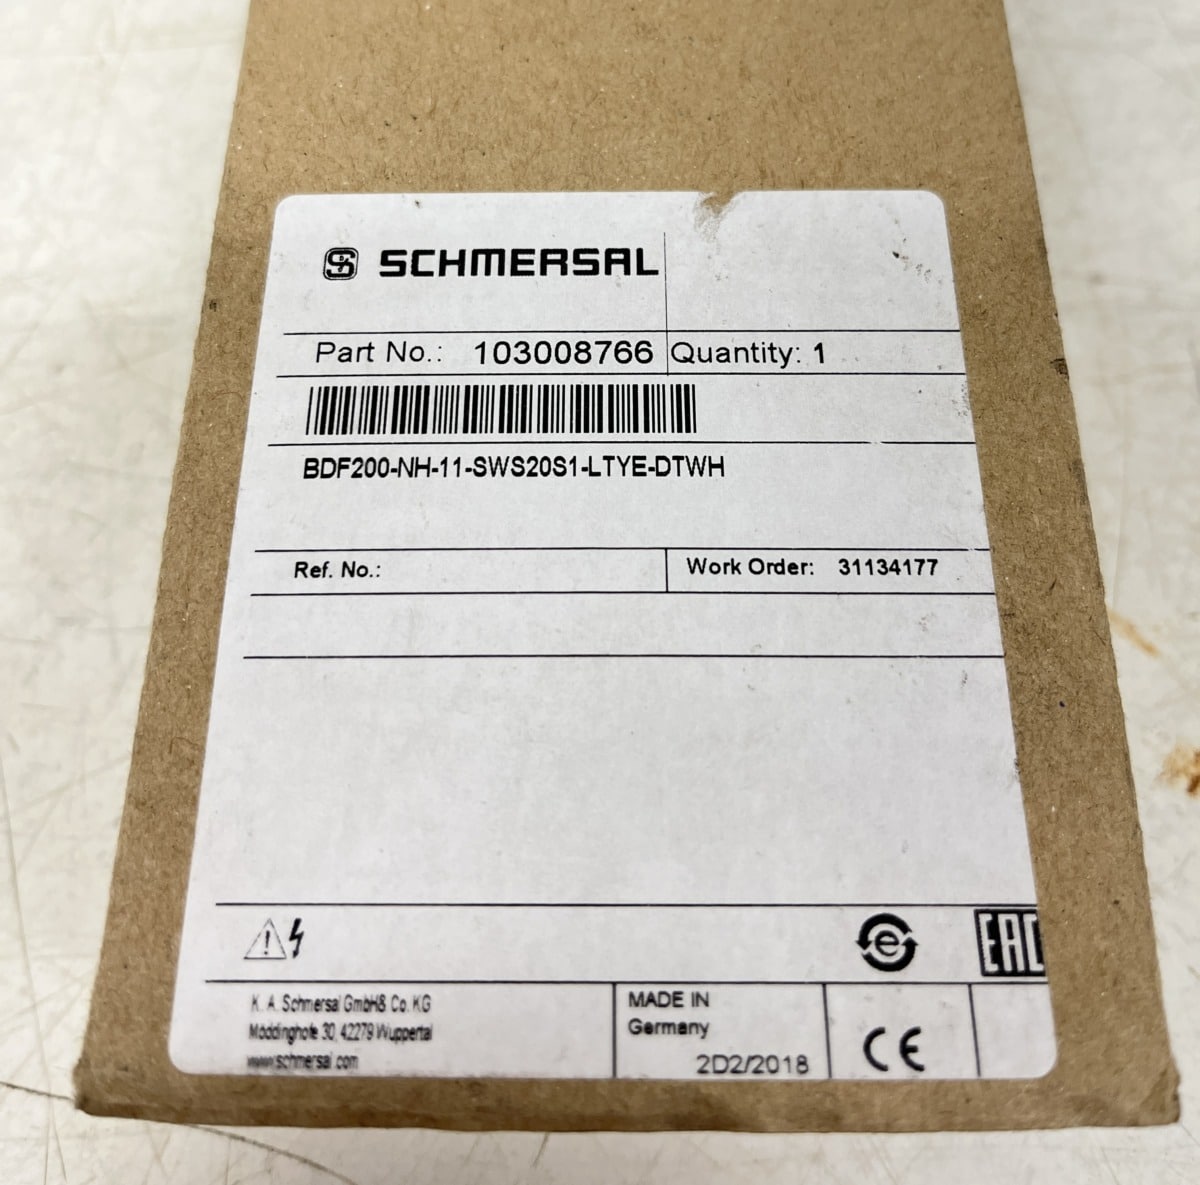 SCHMERSAL
Part No.: 103008766 Quantity: 1
BDF200-NH-11-SWS20S1-LTYE-DTWH
Ref. No.: Work Order: 31134177
EAC
K. A. Schmersal GmbH& Co. KG
Möddinghofe 30, 42279 Wuppertal
www.schmersal.com
MADE IN
Germany
2D2/2018
CE